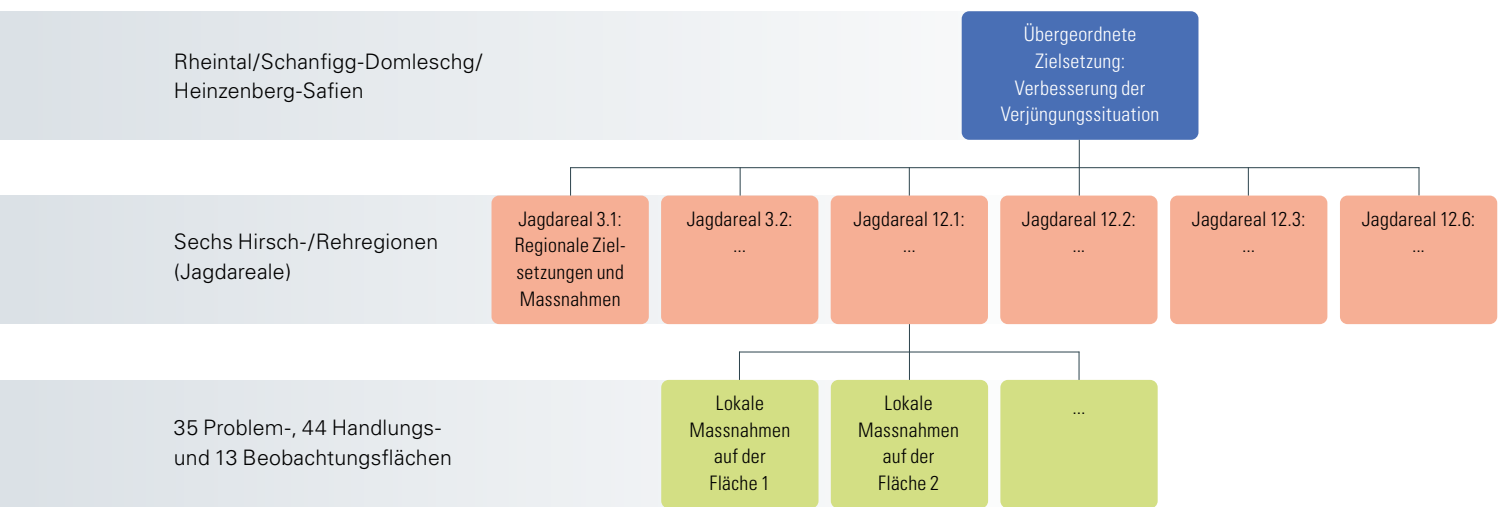 Rheintal/Schanfigg-Domleschg/
Heinzenberg-Safien
Übergeordnete
Zielsetzung:
Verbesserung der
Verjüngungssituation
Sechs Hirsch-/Rehregionen
(Jagdareale)
Jagdareal 3.1:
Regionale Ziel-
setzungen und
Massnahmen
Jagdareal 3.2:
...
Jagdareal 12.1:
...
Jagdareal 12.2:
...
Jagdareal 12.3:
...
Jagdareal 12.6:
...
35 Problem-, 44 Handlungs-
und 13 Beobachtungsflächen
Lokale
Massnahmen
auf der
Fläche 1
Lokale
Massnahmen
auf der
Fläche 2
...